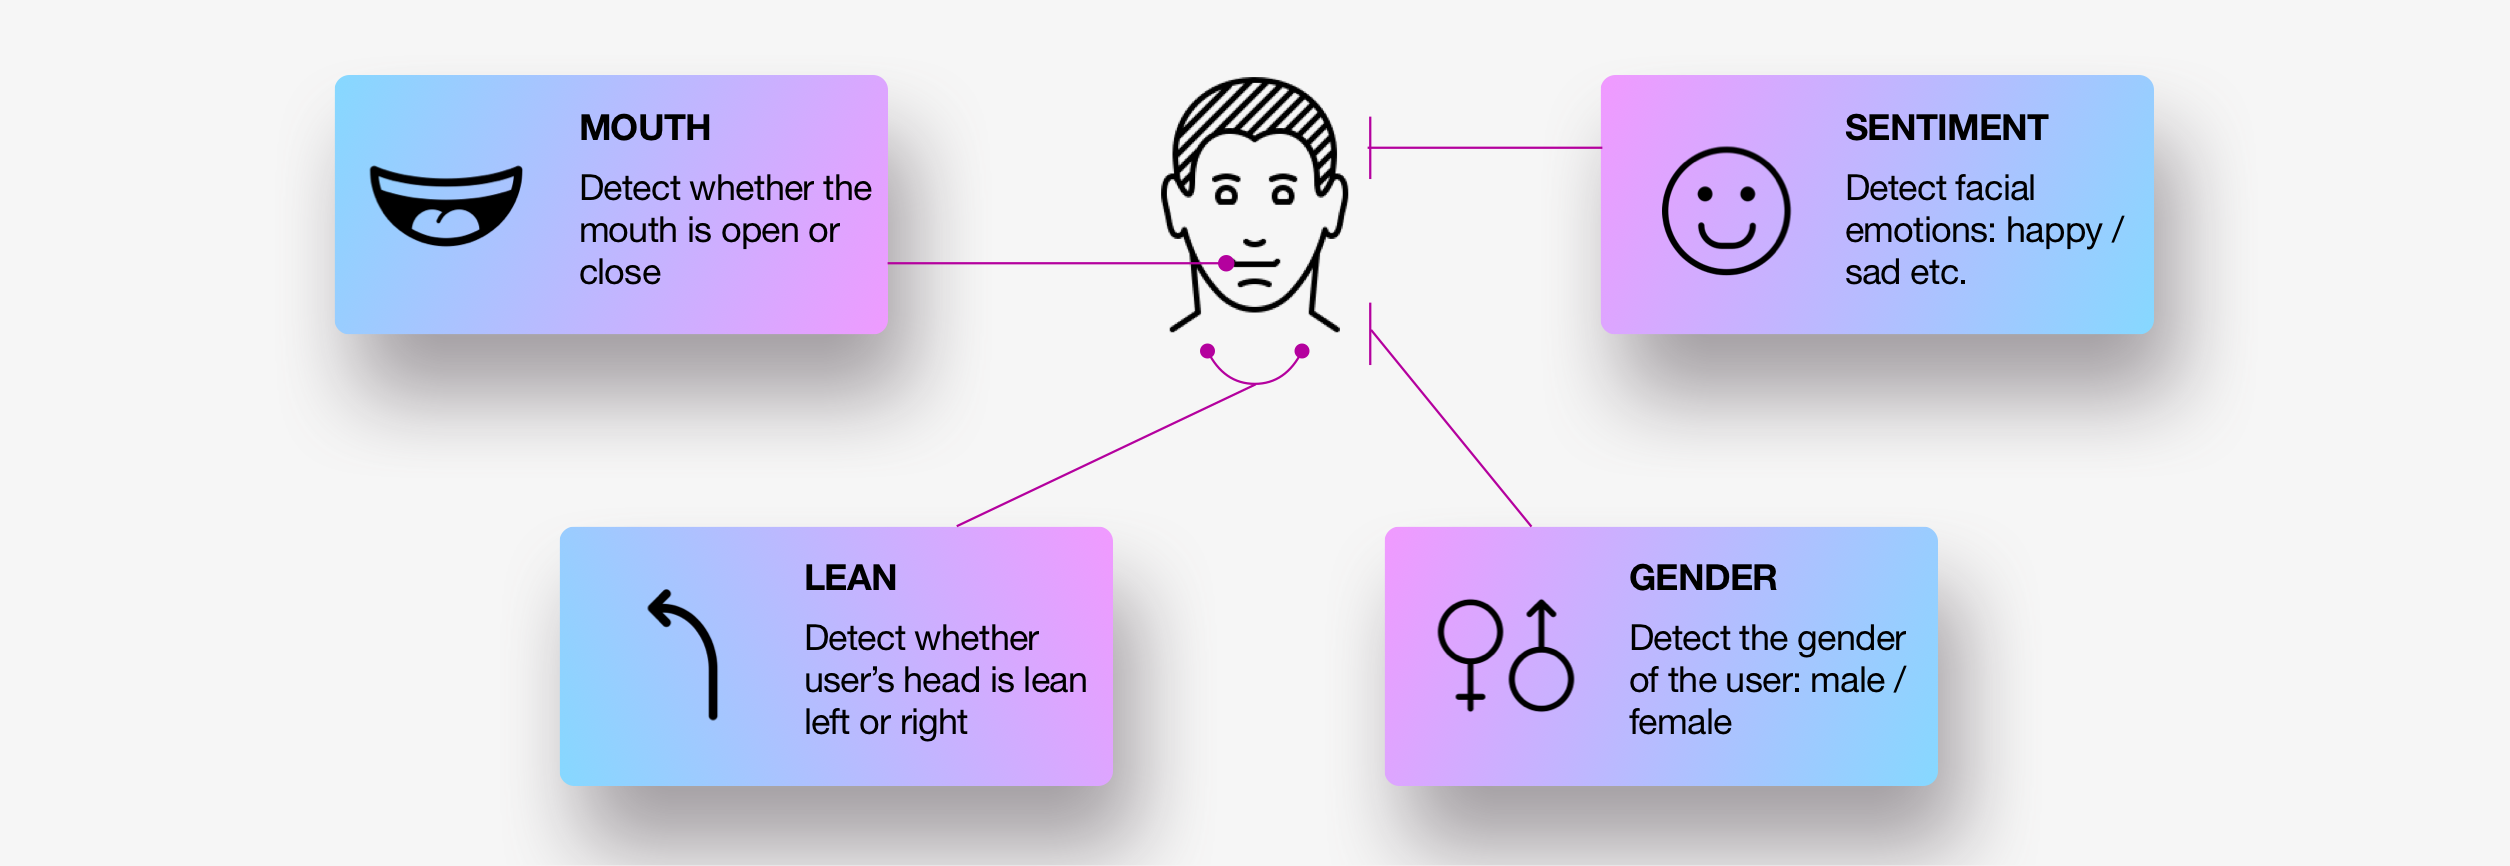 MOUTH
Detect whether the
mouth is open or
close
SENTIMENT
Detect facial
emotions: happy /
sad etc.
LEAN
Detect whether
user’s head is lean
left or right
GENDER
Detect the gender
of the user: male /
female